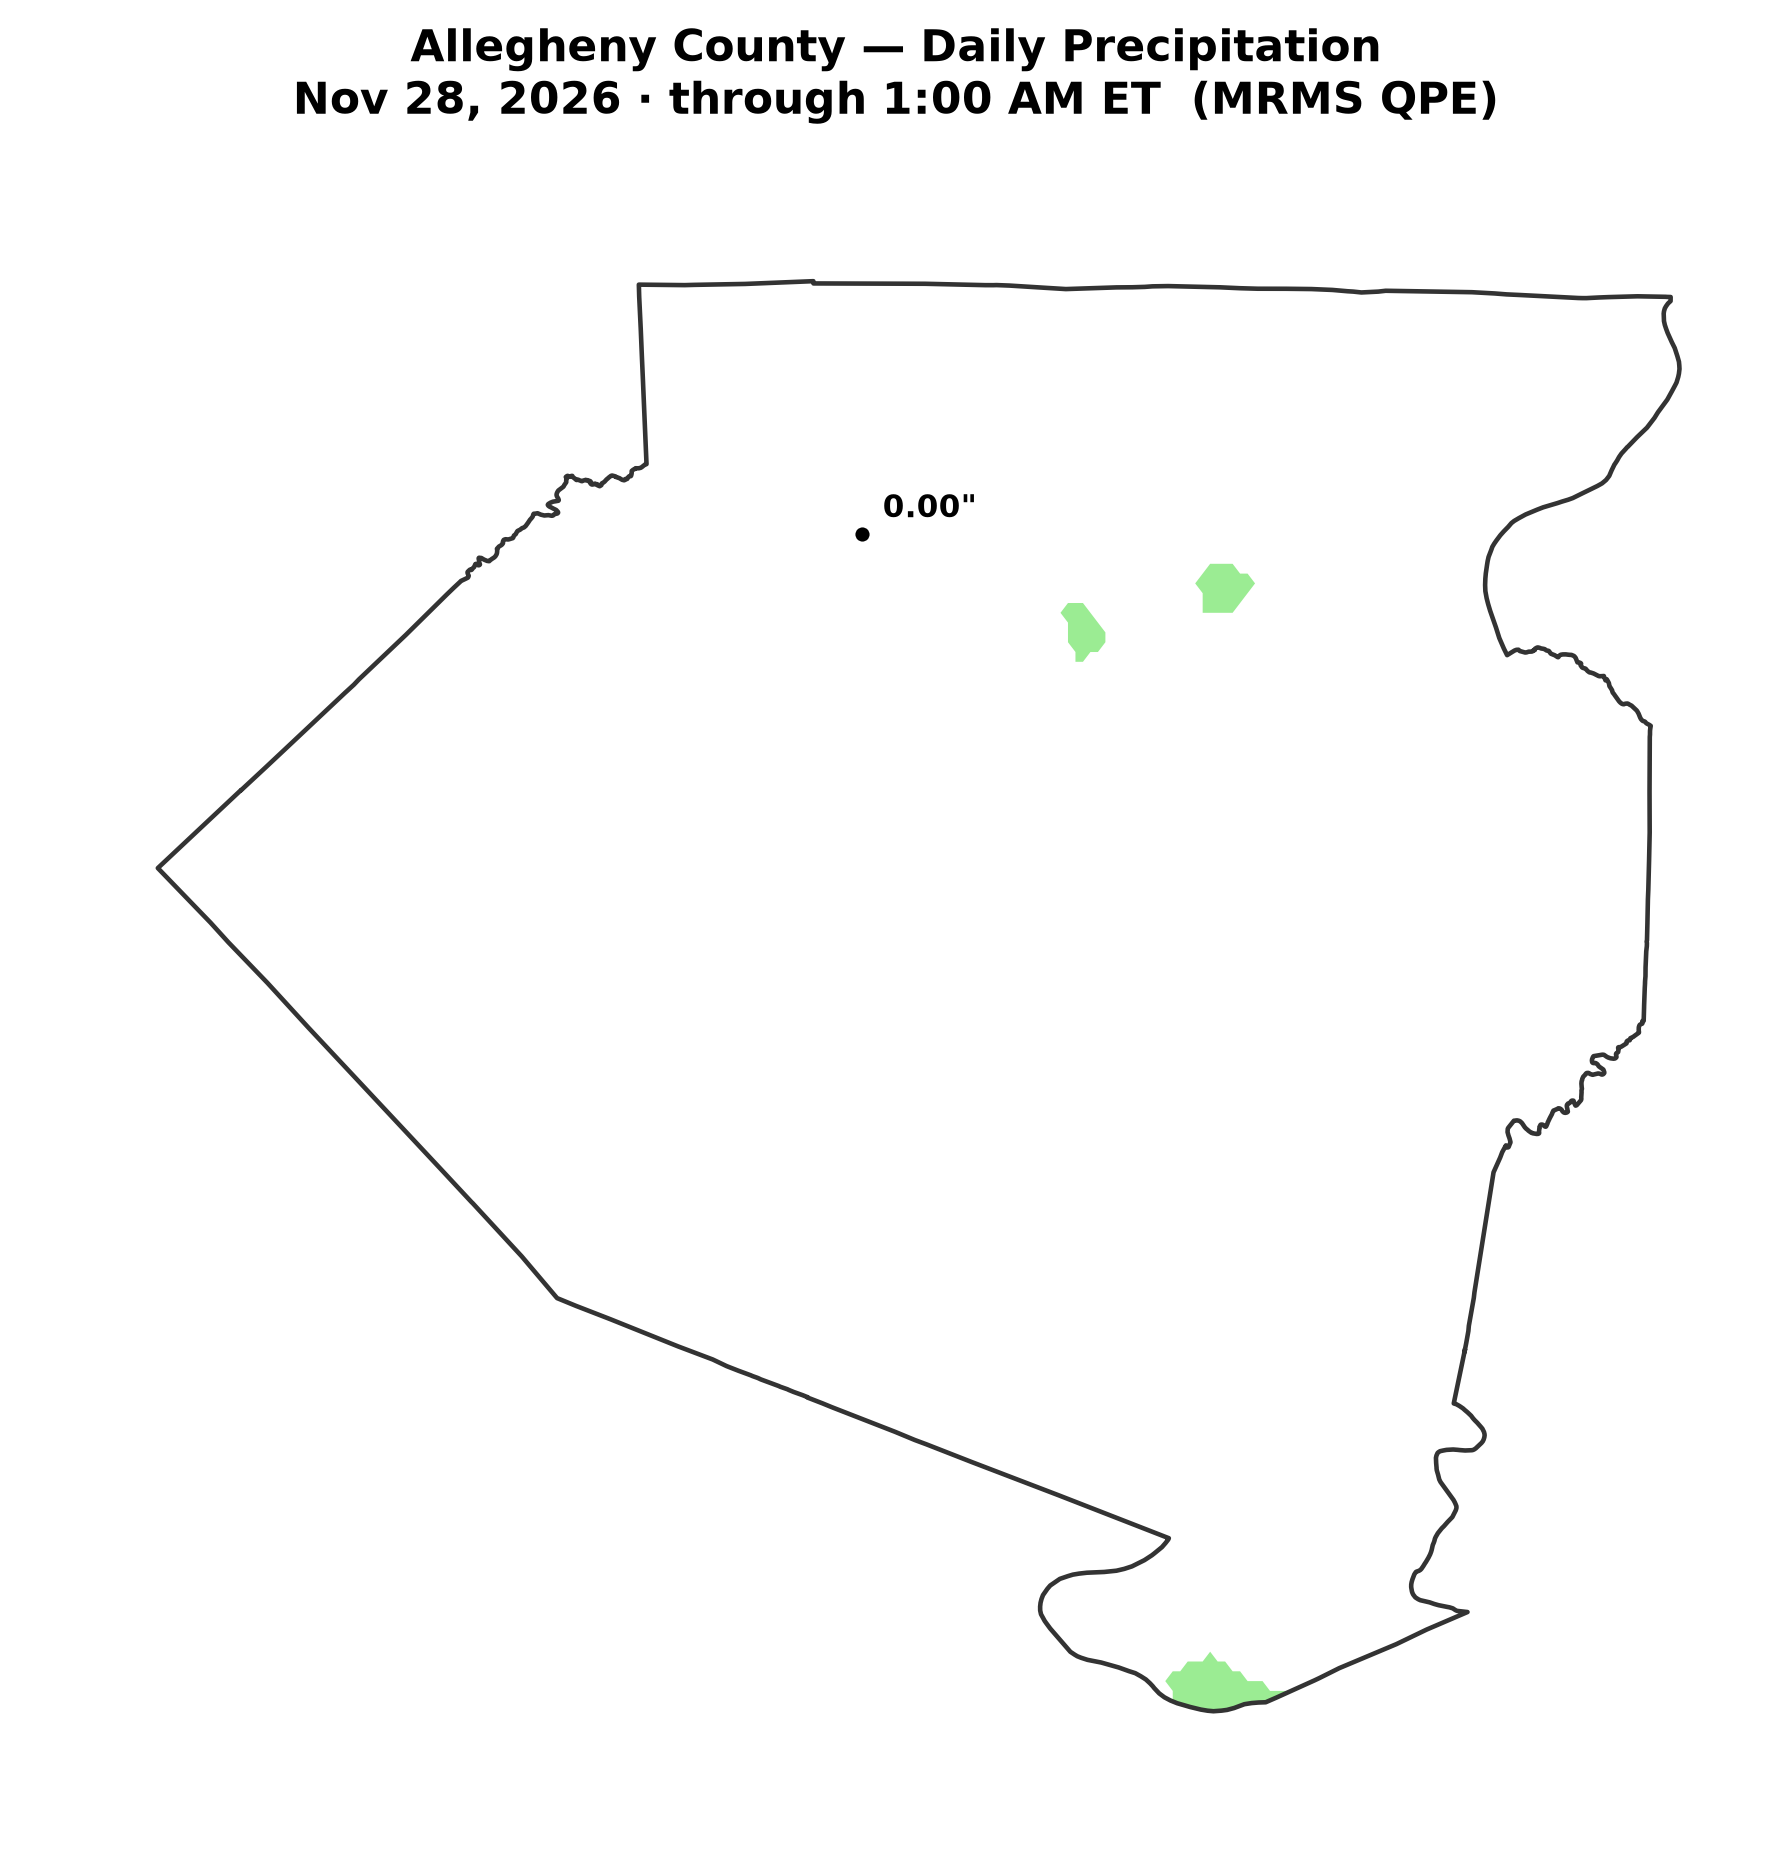 Allegheny County — Daily Precipitation
Nov 28, 2026 · through 1:00 AM ET (MRMS QPE)
0.00"